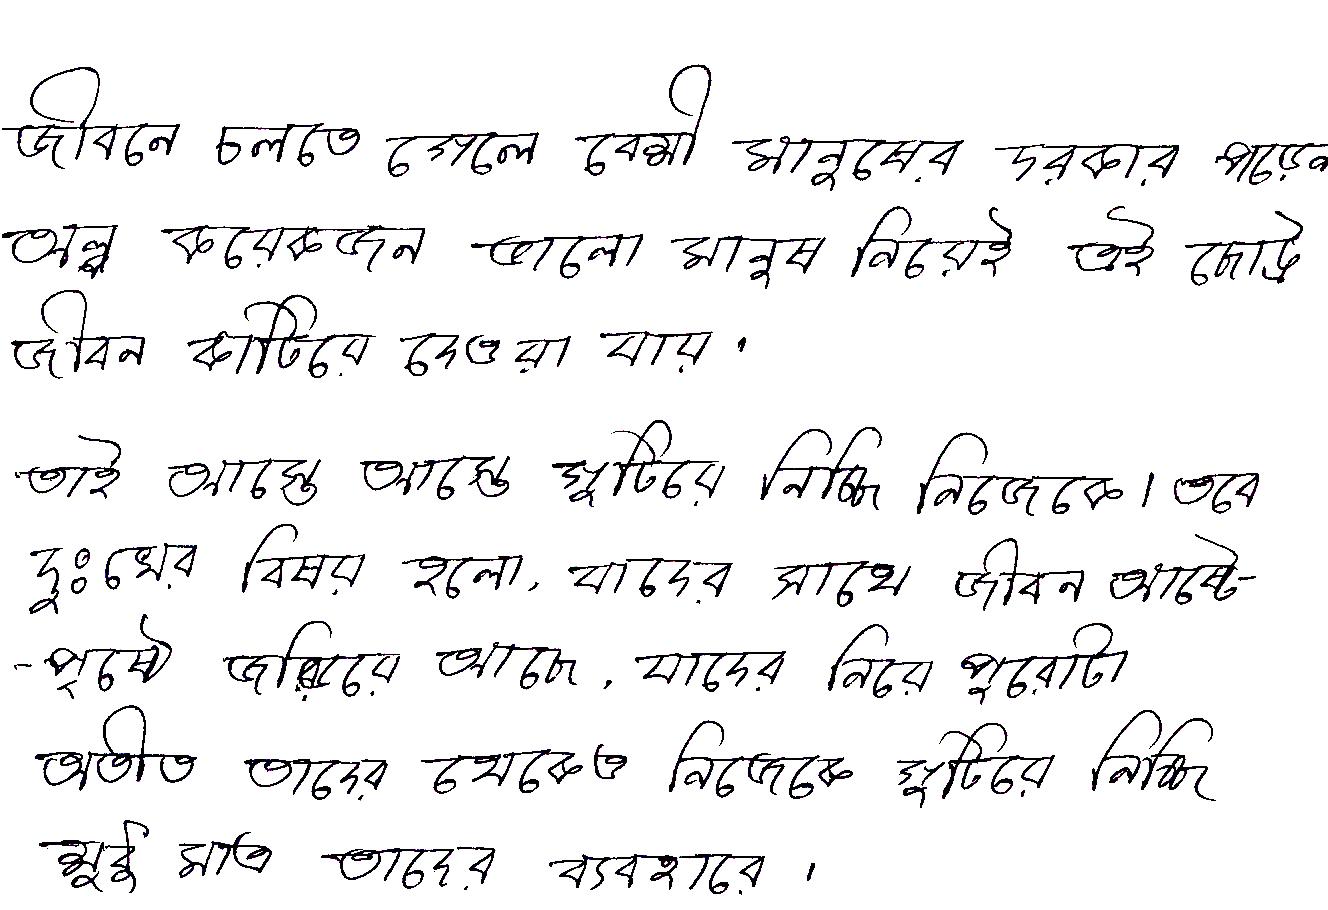 জীবনে চলতে গেলে বেশী মানুষের দরকার পড়েন
অল্প কয়েকজন ভালো মানুষ নিয়েই এই ছোট্ট
জীবন কাটিয়ে দেওয়া যায়।
তাই আস্তে আস্তে গুটিয়ে নিচ্ছি নিজেকে। তবে
দুঃখের বিষয় হলো, যাদের সাথে জীবন আষ্টে-
-পৃষ্ঠে জরিয়ে আছে, যাদের নিয়ে পুরোটা
অতীত তাদের থেকেও নিজেকে গুটিয়ে নিচ্ছি
শুধু মাত্র তাদের ব্যবহারে।